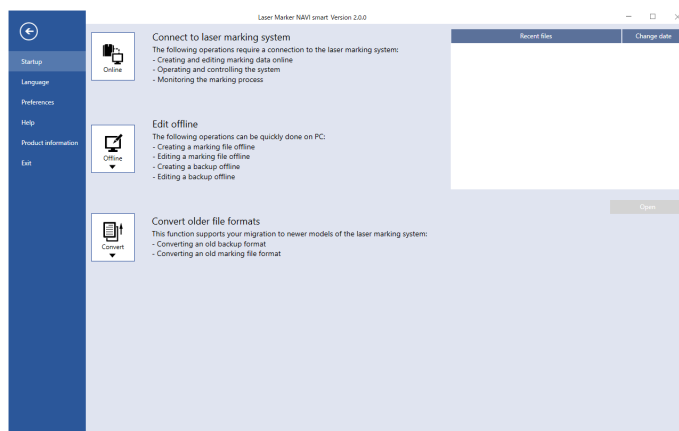 Laser Marker NAVI smart Version 2.0.0
Startup
Language
Preferences
Help
Product information
Exit
Online
Connect to laser marking system
The following operations require a connection to the laser marking system:
- Creating and editing marking data online
- Operating and controlling the system
- Monitoring the marking process
Offline
Edit offline
The following operations can be quickly done on PC:
- Creating a marking file offline
- Editing a marking file offline
- Creating a backup offline
- Editing a backup offline
Convert
Convert older file formats
This function supports your migration to newer models of the laser marking system:
- Converting an old backup format
- Converting an old marking file format
Recent files
Change date
Open